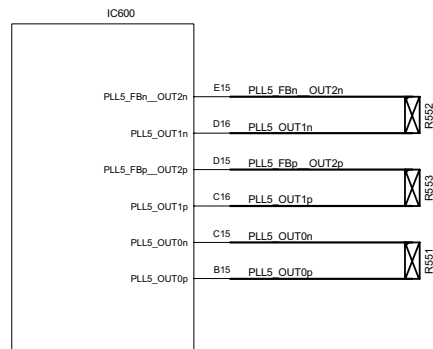 IC600
PLL5_FBn__OUT2n E15 PLL5_FBn__OUT2n
R552
PLL5_OUT1n D16 PLL5_OUT1n
PLL5_FBp__OUT2p D15 PLL5_FBp__OUT2p
R553
PLL5_OUT1p C16 PLL5_OUT1p
PLL5_OUT0n C15 PLL5_OUT0n
R551
PLL5_OUT0p B15 PLL5_OUT0p